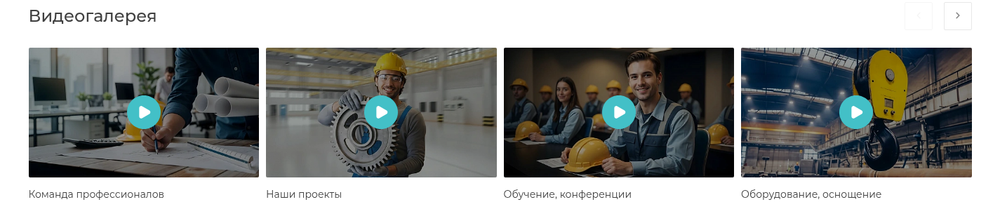 Видеогалерея
Команда профессионалов
Наши проекты
Обучение, конференции
Оборудование, оснощение